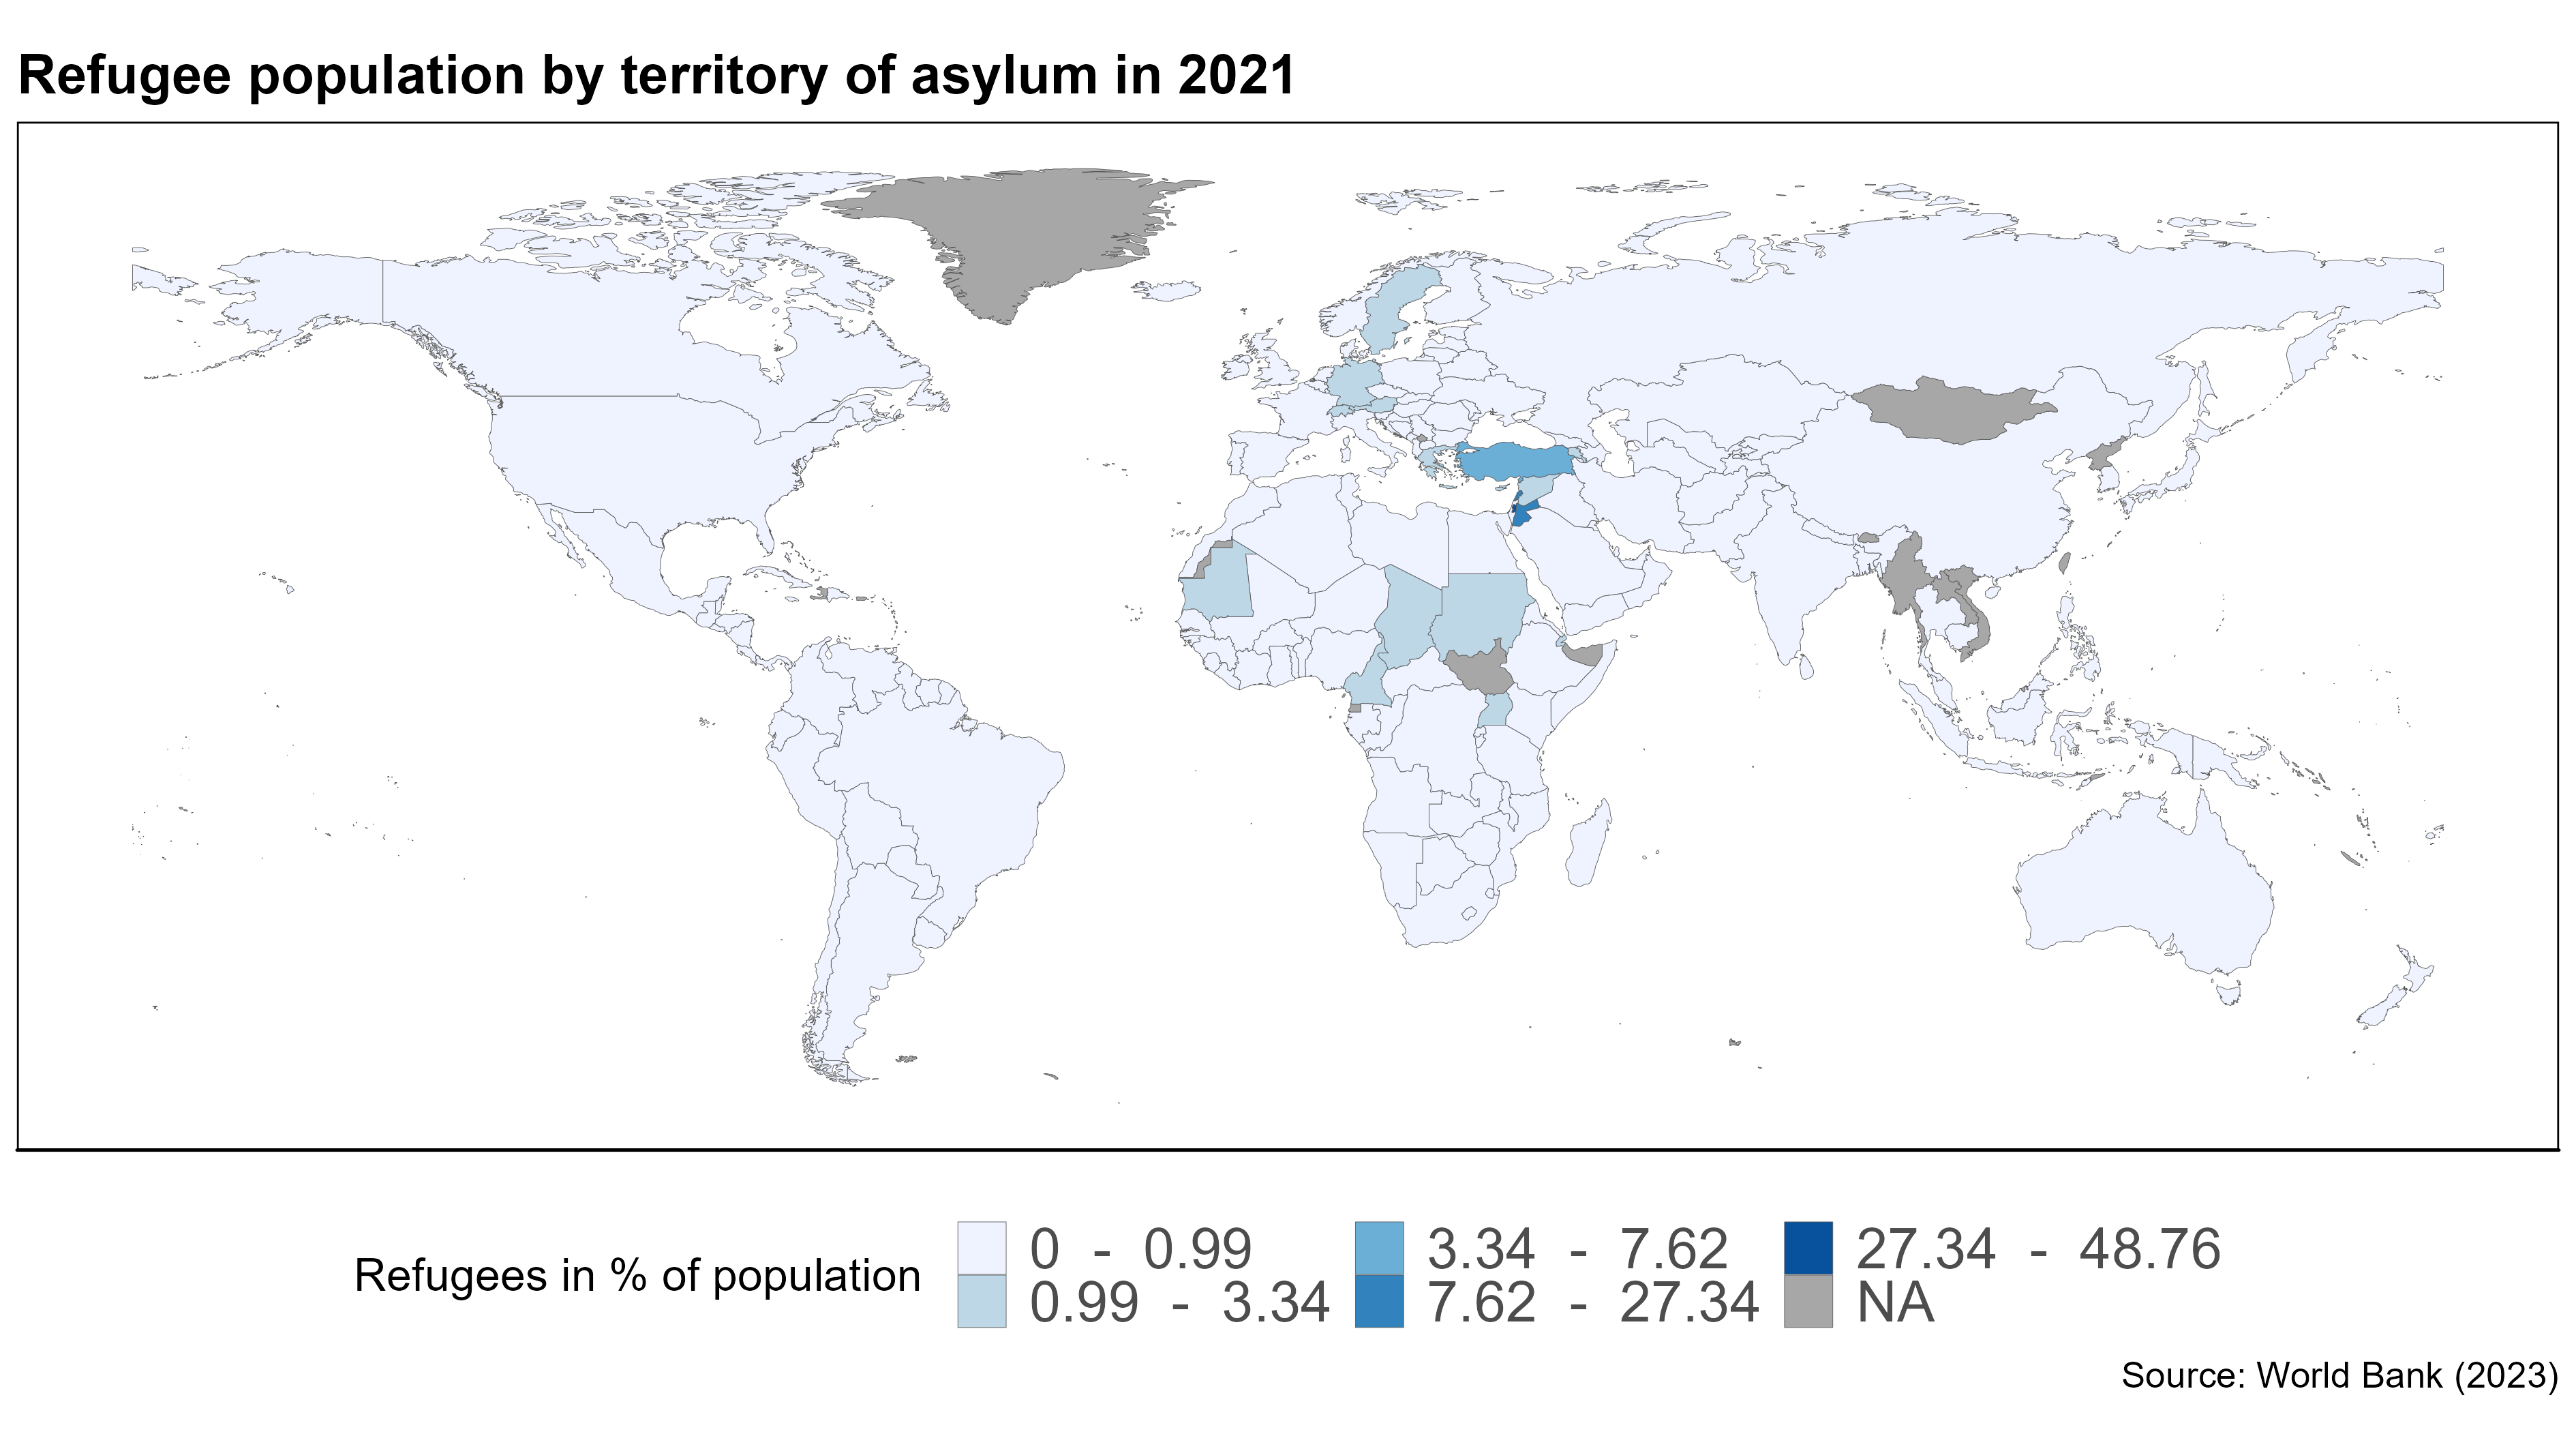 Refugee population by territory of asylum in 2021
Refugees in % of population
0 - 0.99
0.99 - 3.34
3.34 - 7.62
7.62 - 27.34
27.34 - 48.76
NA
Source: World Bank (2023)